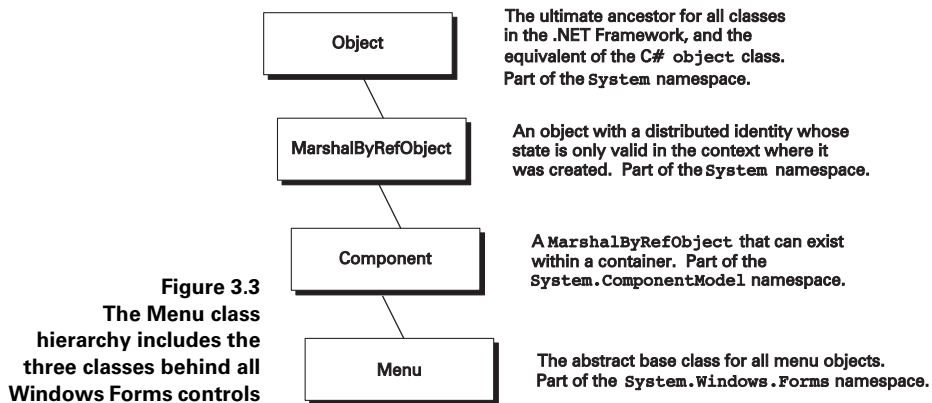 Object
The ultimate ancestor for all classes
in the .NET Framework, and the
equivalent of the C# object class.
Part of the System namespace.
MarshalByRefObject
An object with a distributed identity whose
state is only valid in the context where it
was created. Part of the System namespace.
Component
A MarshalByRefObject that can exist
within a container. Part of the
System.ComponentModel namespace.
Figure 3.3
The Menu class
hierarchy includes the
three classes behind all
Windows Forms controls
Menu
The abstract base class for all menu objects.
Part of the System.Windows.Forms namespace.